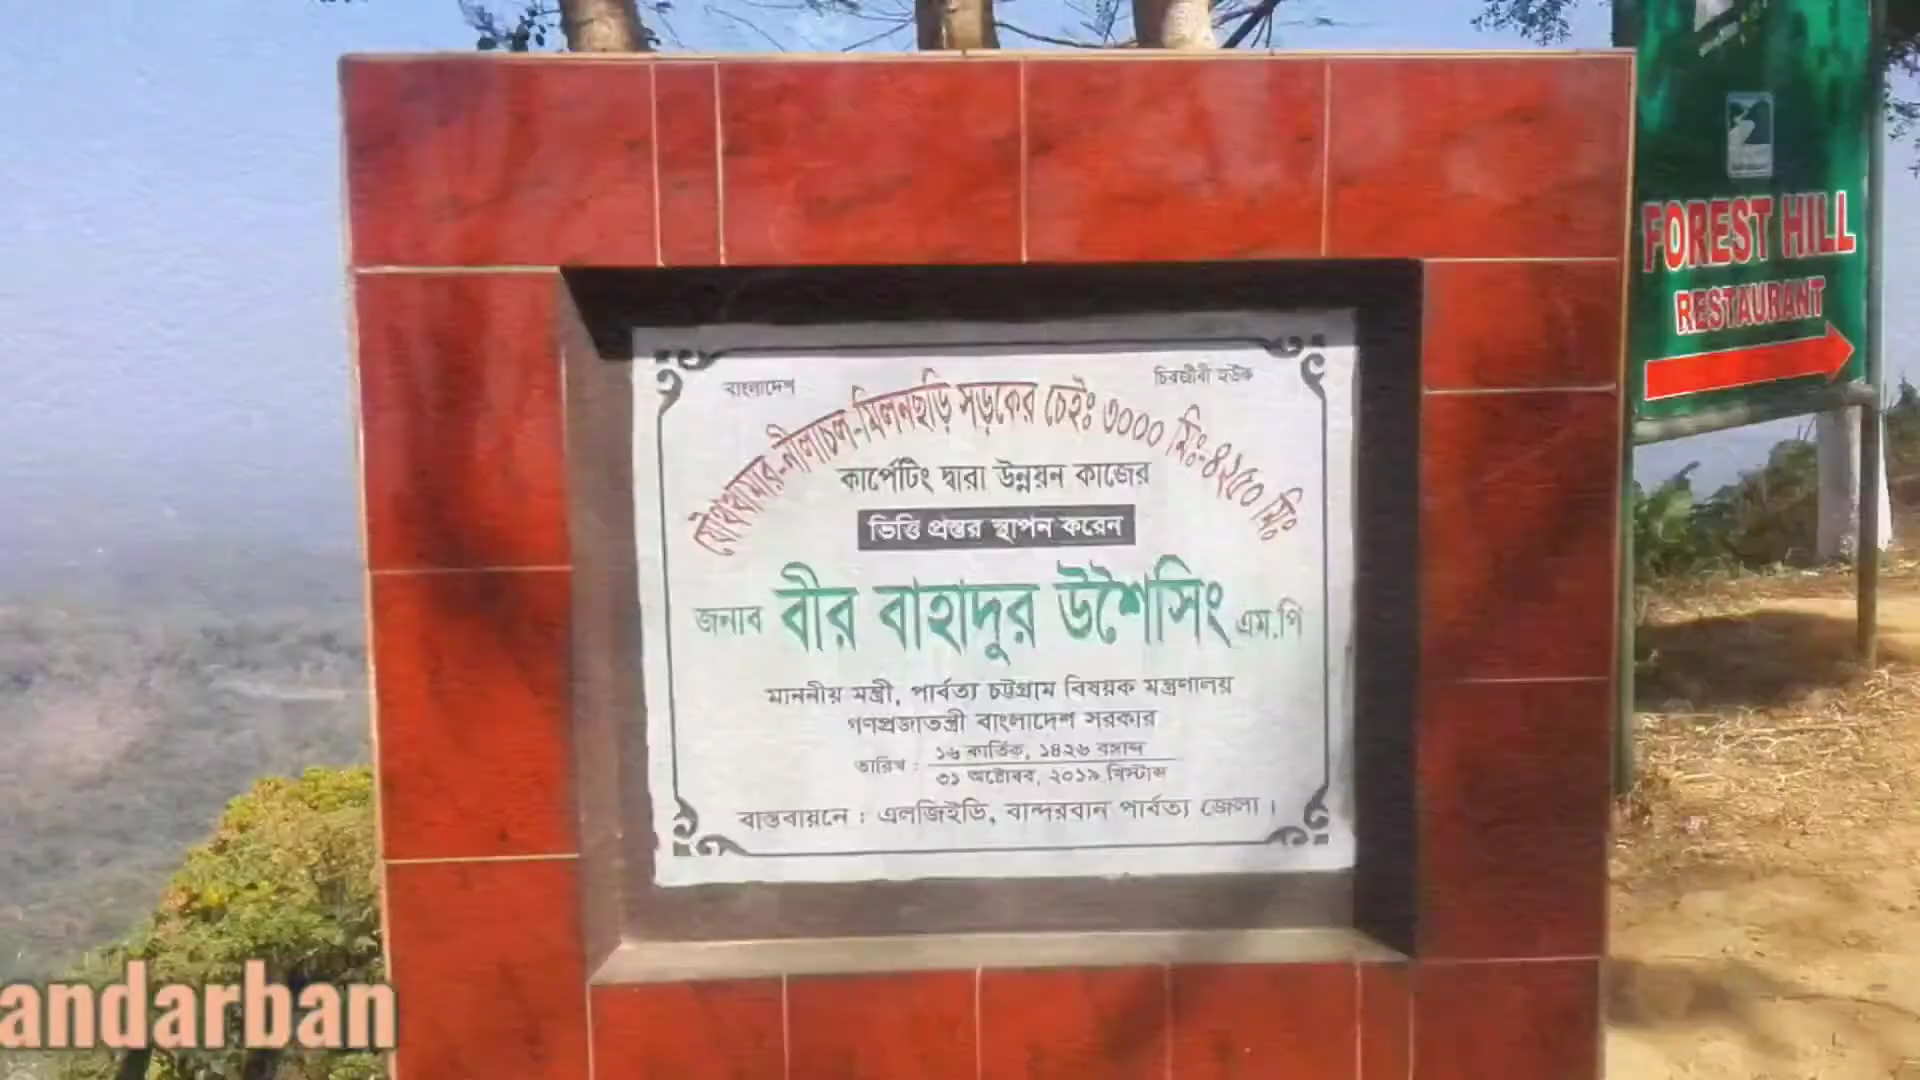 বাংলাদেশ
চিরজীবী হউক
যৌথখামার-নীলাচল-মিলনছড়ি সড়কের চেইঃ ৩০০০ মিঃ-৪২৫০ মিঃ
কার্পেটিং দ্বারা উন্নয়ন কাজের
ভিত্তি প্রস্তর স্থাপন করেন
জনাব বীর বাহাদুর উশৈসিং এম.পি
মাননীয় মন্ত্রী, পার্বত্য চট্টগ্রাম বিষয়ক মন্ত্রণালয়
গণপ্রজাতন্ত্রী বাংলাদেশ সরকার
তারিখ : ১৬ কার্তিক, ১৪২৬ বঙ্গাব্দ
৩১ অক্টোবর, ২০১৯ খ্রিস্টাব্দ
বাস্তবায়নে : এলজিইডি, বান্দরবান পার্বত্য জেলা।
FOREST HILL
RESTAURANT
andarban